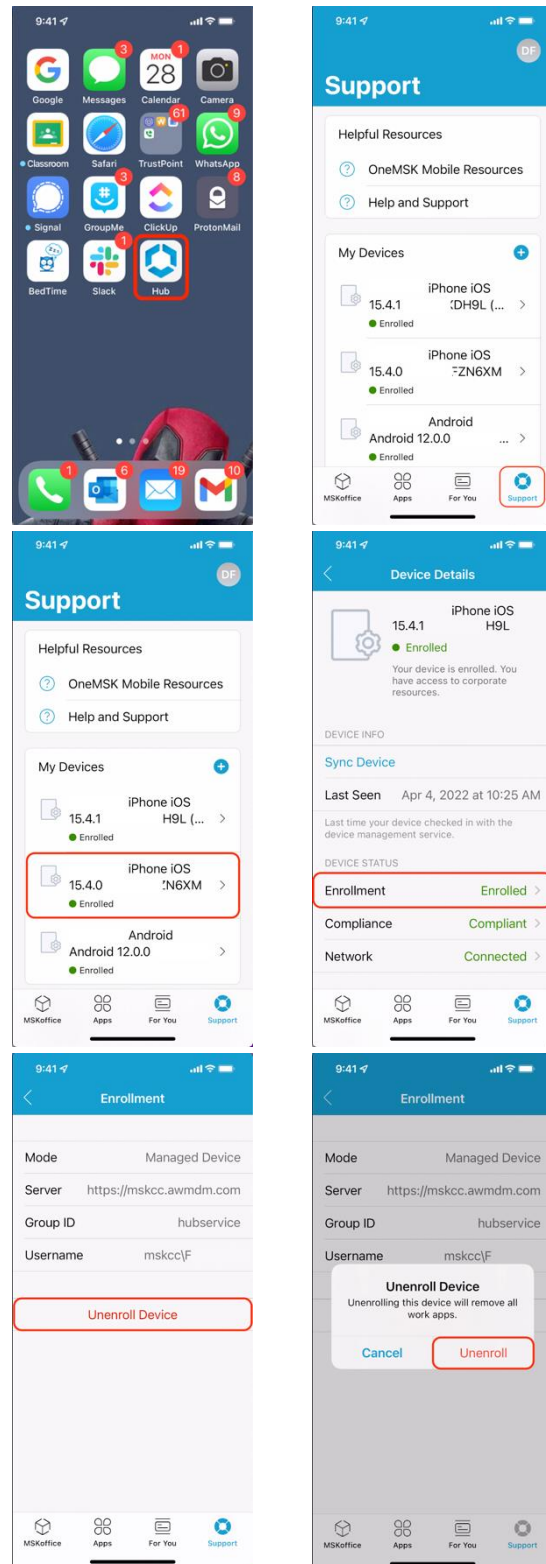 9:41
3
MON
1
28
Google
Messages
Calendar
Camera
61
9
Classroom
Safari
TrustPoint
WhatsApp
3
8
Signal
GroupMe
ClickUp
ProtonMail
1
BedTime
Slack
Hub
1
6
19
10
9:41
DF
Support
Helpful Resources
OneMSK Mobile Resources
Help and Support
My Devices
iPhone iOS
15.4.1 DH9L (...
Enrolled
iPhone iOS
15.4.0 ZN6XM
Enrolled
Android
Android 12.0.0 ...
Enrolled
MSKoffice
Apps
For You
Support
9:41
DF
Support
Helpful Resources
OneMSK Mobile Resources
Help and Support
My Devices
iPhone iOS
15.4.1 H9L (...
Enrolled
iPhone iOS
15.4.0 N6XM
Enrolled
Android
Android 12.0.0
Enrolled
MSKoffice
Apps
For You
Support
9:41
Device Details
iPhone iOS
15.4.1 H9L
Enrolled
Your device is enrolled. You
have access to corporate
resources.
DEVICE INFO
Sync Device
Last Seen Apr 4, 2022 at 10:25 AM
Last time your device checked in with the
device management service.
DEVICE STATUS
Enrollment Enrolled
Compliance Compliant
Network Connected
MSKoffice
Apps
For You
Support
9:41
Enrollment
Mode Managed Device
Server https://mskcc.awmdm.com
Group ID hubservice
Username mskcc\F
Unenroll Device
MSKoffice
Apps
For You
Support
9:41
Enrollment
Mode Managed Device
Server https://mskcc.awmdm.com
Group ID hubservice
Username mskcc\F
Unenroll Device
Unenrolling this device will remove all
work apps.
Cancel Unenroll
MSKoffice
Apps
For You
Support